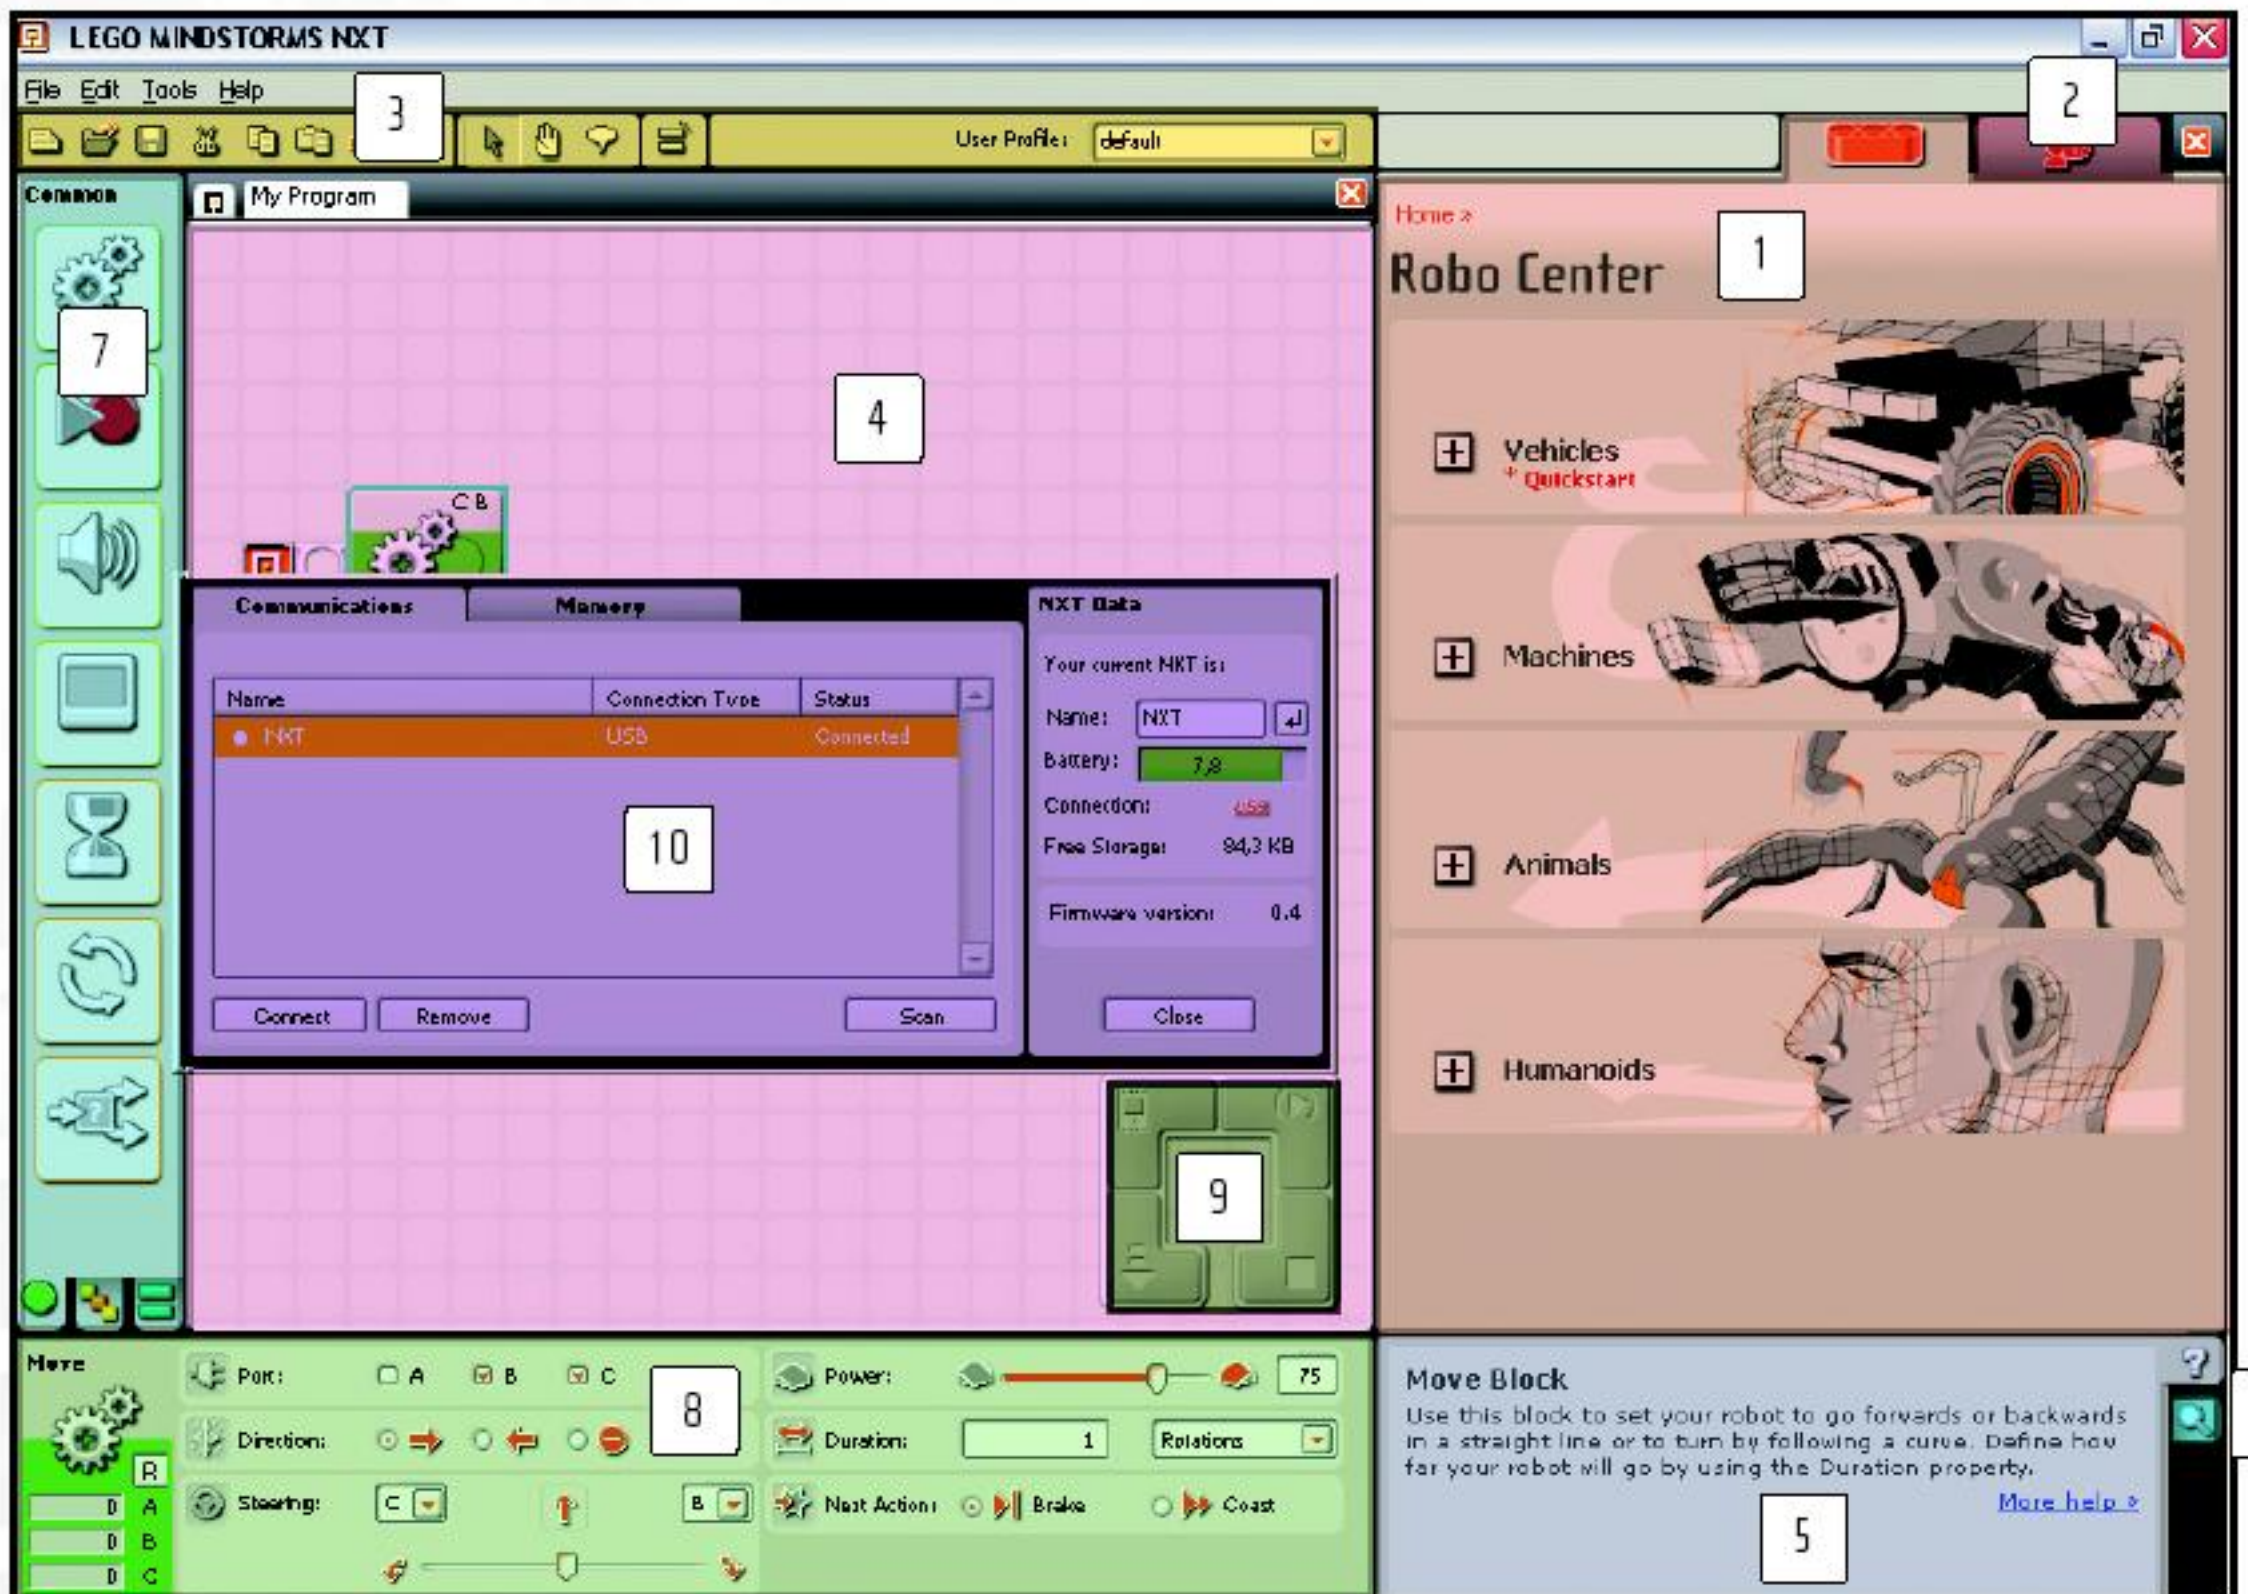 LEGO MINDSTORMS NXT
File Edit Tools Help
3
2
User Profile: default
Common
My Program
Home »
1
Robo Center
7
4
Vehicles
* Quickstart
C B
Machines
Communications Memory NXT Data
Your current NXT is:
Name Connection Type Status
Name: NXT
NXT USB Connected
Battery: 7,8
Connection: USB
10
Free Storage: 94,3 KB
Animals
Firmware version: 0.4
Connect Remove Scan Close
Humanoids
9
Move
Port: A B C
8
Power: 75
Direction:
Duration: 1 Rotations
Steering: C B
Next Action: Brake Coast
R
0 A
0 B
0 C
Move Block
Use this block to set your robot to go forwards or backwards
in a straight line or to turn by following a curve. Define how
far your robot will go by using the Duration property.
More help »
5